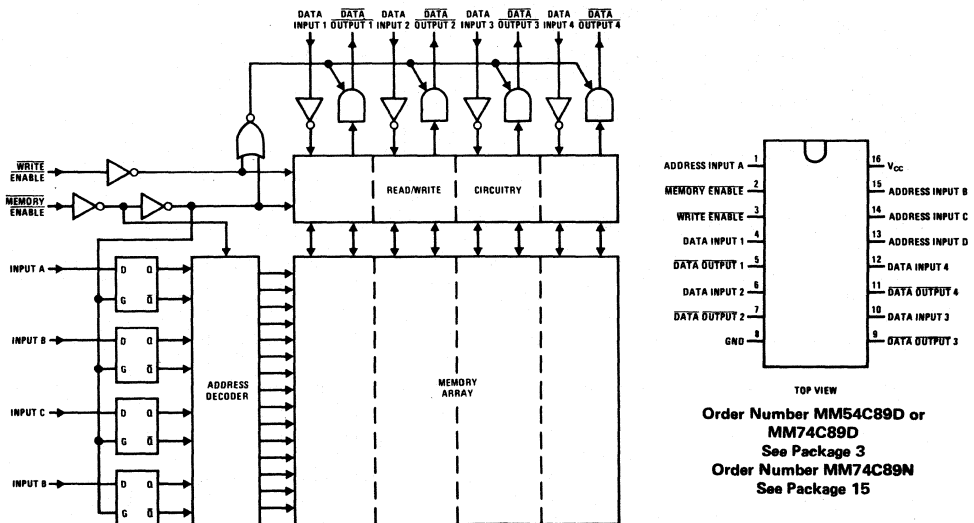 DATA INPUT 1
DATA OUTPUT 1
DATA INPUT 2
DATA OUTPUT 2
DATA INPUT 3
DATA OUTPUT 3
DATA INPUT 4
DATA OUTPUT 4
WRITE ENABLE
MEMORY ENABLE
READ/WRITE CIRCUITRY
INPUT A
D Q
G Q
INPUT B
D Q
G Q
INPUT C
D Q
G Q
INPUT B
D Q
G Q
ADDRESS DECODER
MEMORY ARRAY
ADDRESS INPUT A 1
MEMORY ENABLE 2
WRITE ENABLE 3
DATA INPUT 1 4
DATA OUTPUT 1 5
DATA INPUT 2 6
DATA OUTPUT 2 7
GND 8
16 VCC
15 ADDRESS INPUT B
14 ADDRESS INPUT C
13 ADDRESS INPUT D
12 DATA INPUT 4
11 DATA OUTPUT 4
10 DATA INPUT 3
9 DATA OUTPUT 3
TOP VIEW
Order Number MM54C89D or
MM74C89D
See Package 3
Order Number MM74C89N
See Package 15